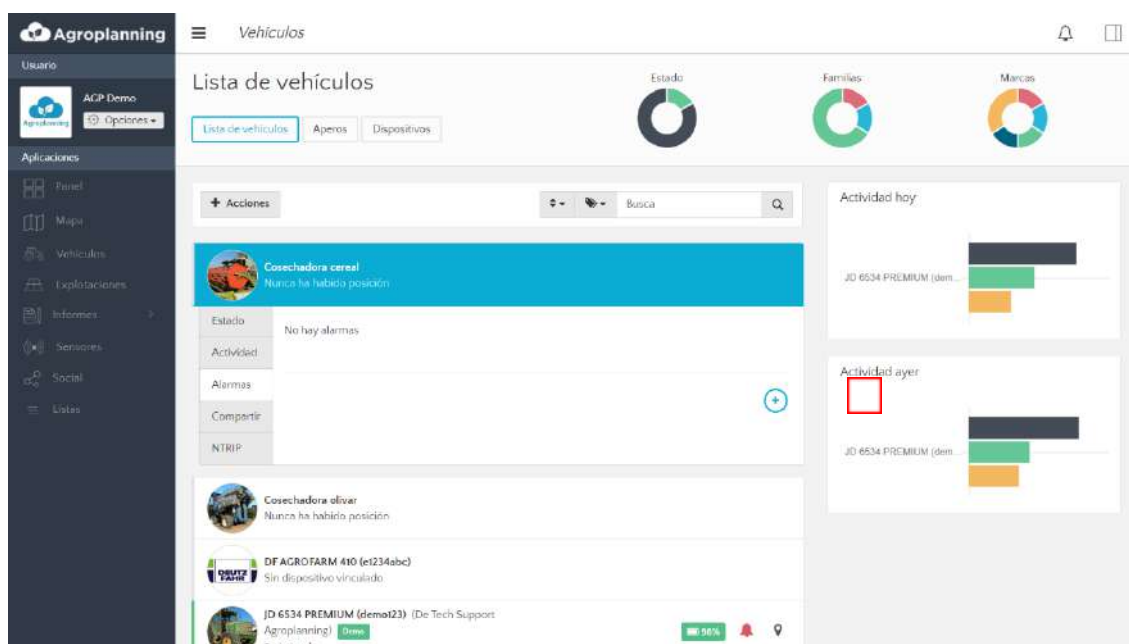 Agroplanning
Vehículos
Usuario
AGP Demo
Opciones
Agroplanning
Aplicaciones
Panel
Mapa
Vehículos
Explotaciones
Informes
Sensores
Social
Listas
Lista de vehículos
Lista de vehículos
Aperos
Dispositivos
Estado
Familias
Marcas
+ Acciones
Busca
Cosechadora cereal
Nunca ha habido posición
Estado
Actividad
Alarmas
Compartir
NTRIP
No hay alarmas
Cosechadora olivar
Nunca ha habido posición
DEUTZ
FAHR
DF AGROFARM 410 (e1234abc)
Sin dispositivo vinculado
JD 6534 PREMIUM (demo123) (De Tech Support
Agroplanning) Demo
98%
Actividad hoy
JD 6534 PREMIUM (dem...
Actividad ayer
JD 6534 PREMIUM (dem...